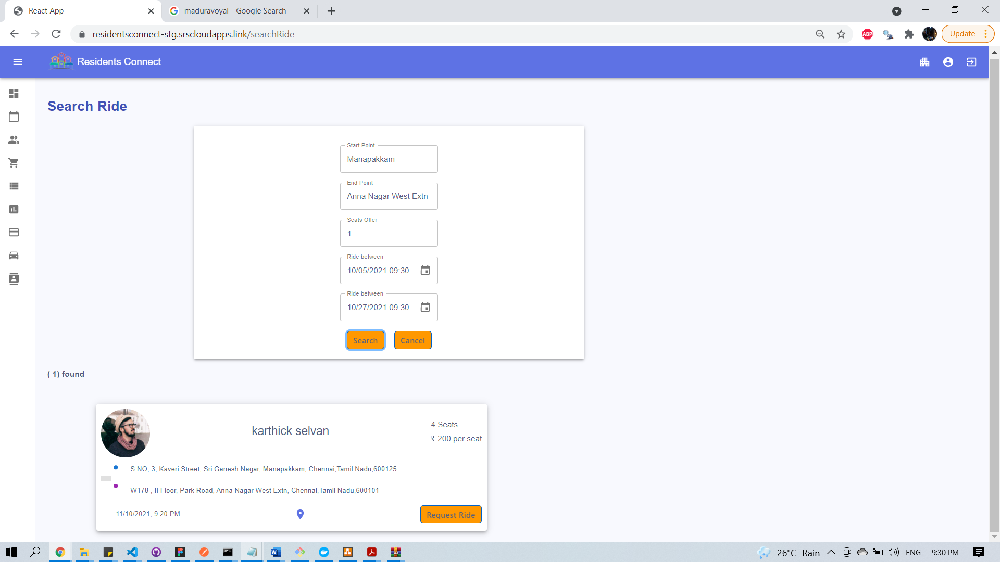 React App
maduravoyal - Google Search
residentsconnect-stg.srscloudapps.link/searchRide
ABP
Update
Residents Connect
Search Ride
Start Point
Manapakkam
End Point
Anna Nagar West Extn
Seats Offer
1
Ride between
10/05/2021 09:30
Ride between
10/27/2021 09:30
Search
Cancel
( 1) found
karthick selvan
4 Seats
₹ 200 per seat
S.NO, 3, Kaveri Street, Sri Ganesh Nagar, Manapakkam, Chennai,Tamil Nadu,600125
W178 , II Floor, Park Road, Anna Nagar West Extn, Chennai,Tamil Nadu,600101
11/10/2021, 9:20 PM
Request Ride
26°C Rain
ENG
9:30 PM